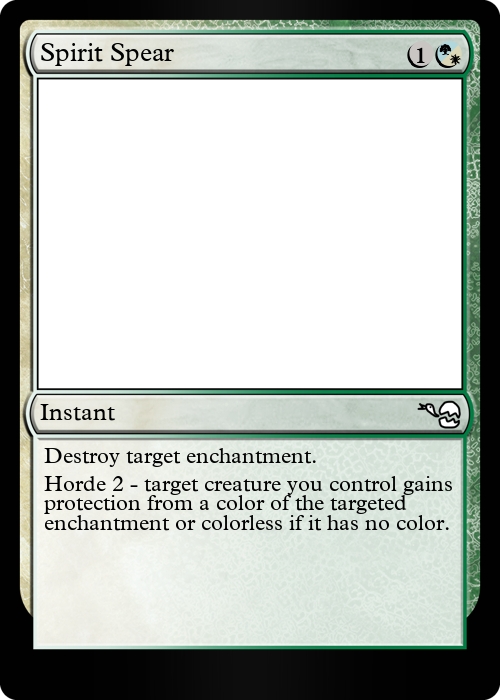 Spirit Spear
1
Instant
Destroy target enchantment.
Horde 2 - target creature you control gains
protection from a color of the targeted
enchantment or colorless if it has no color.